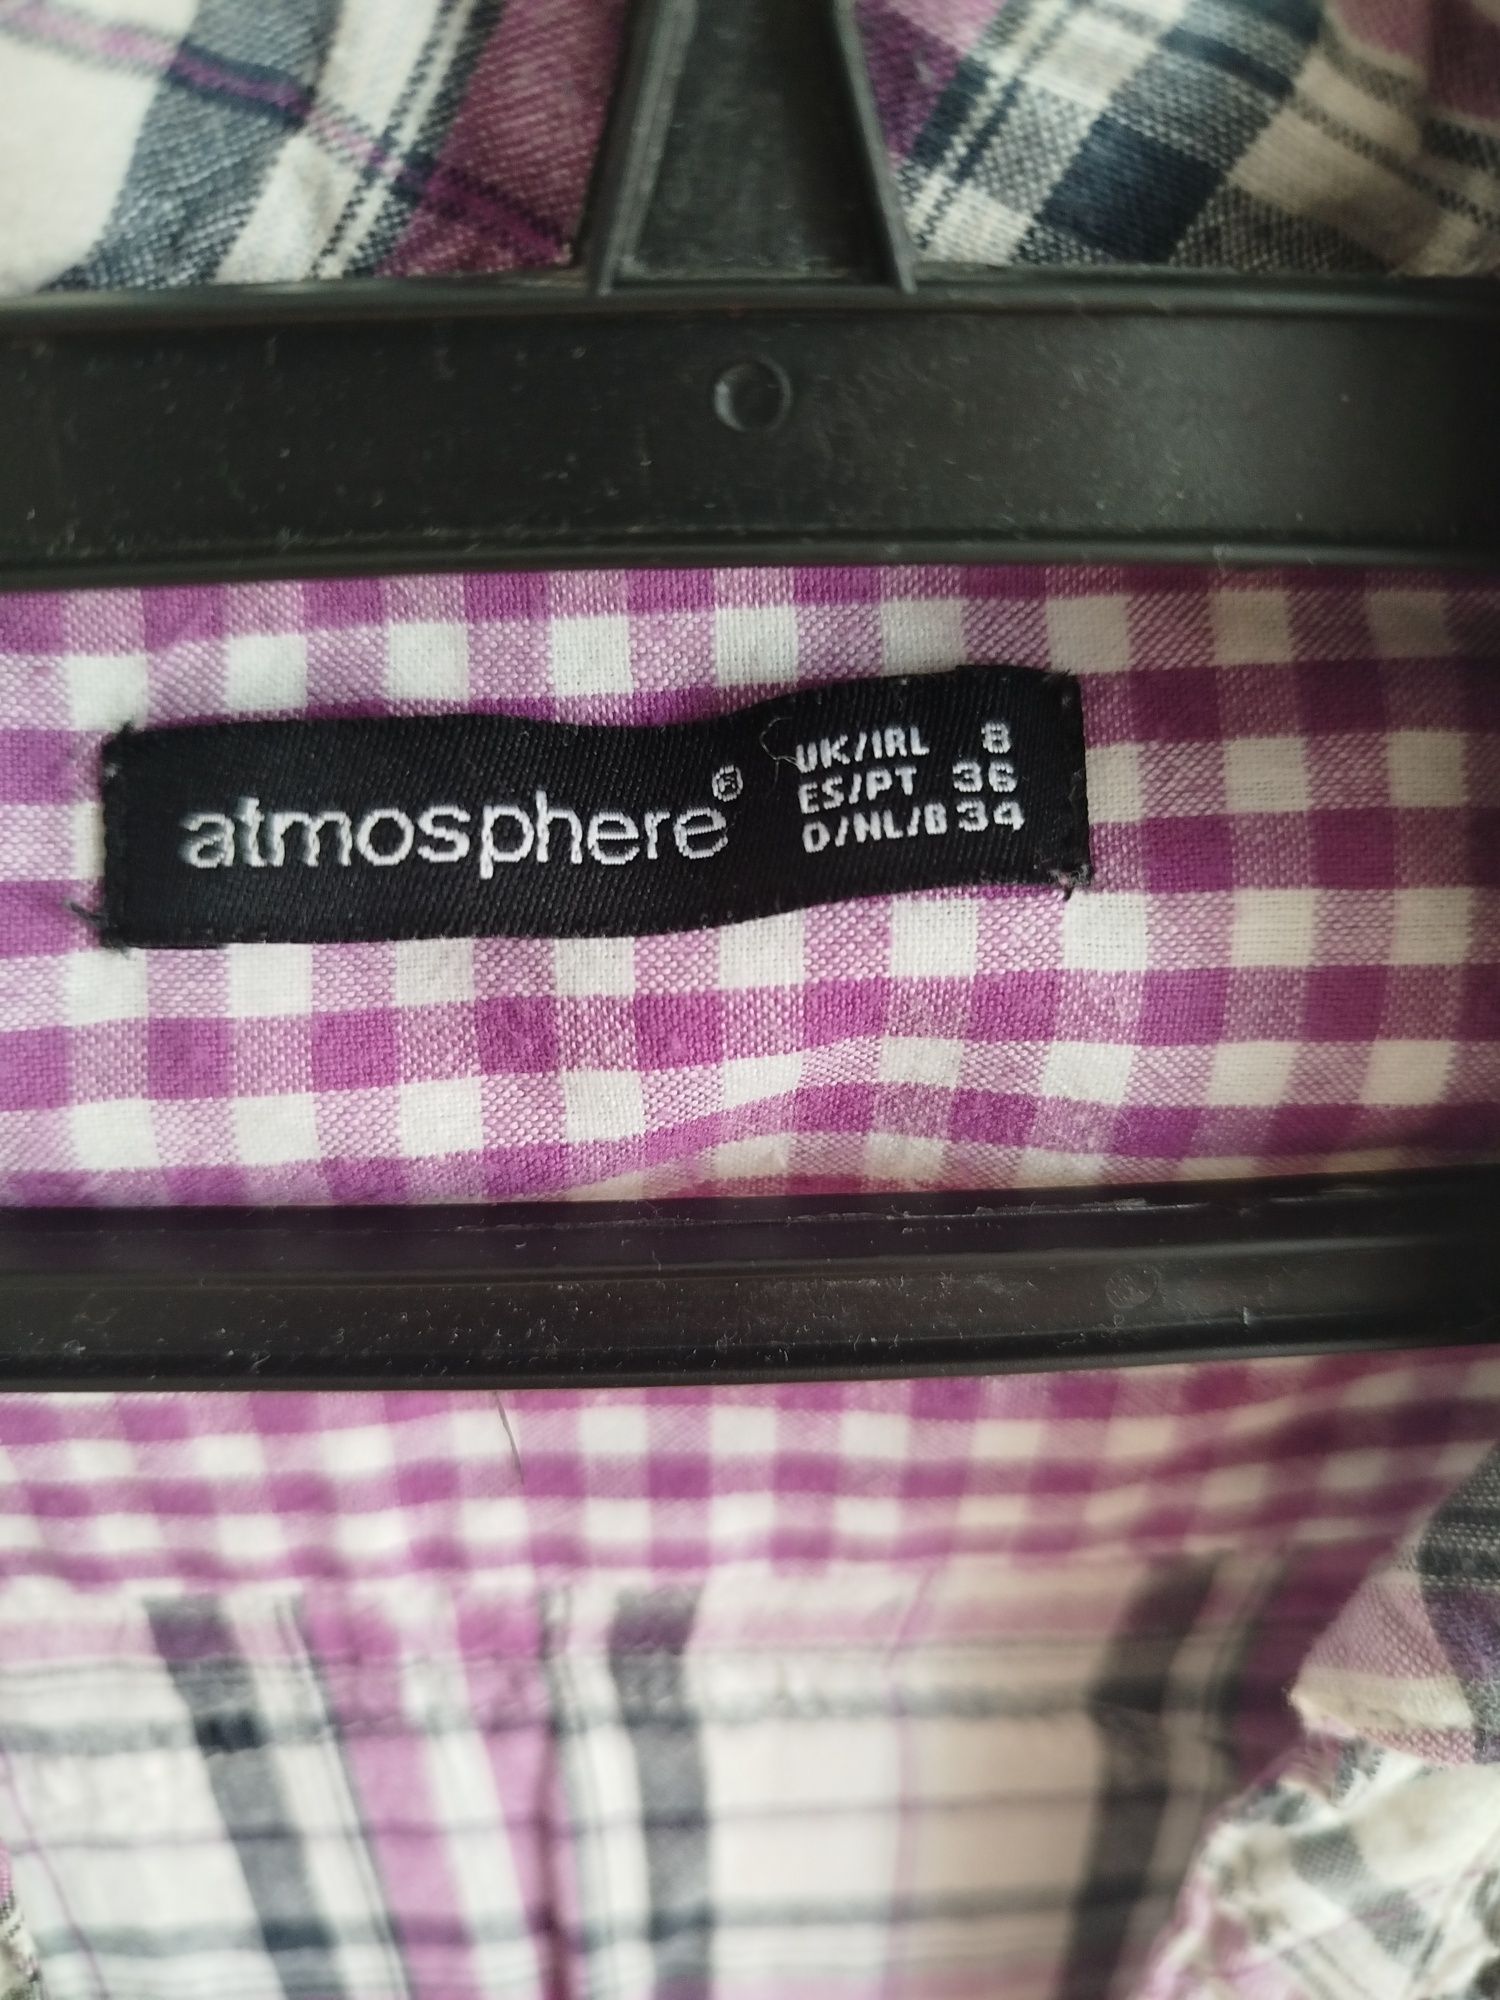 atmosphere®
UK/IRL 8
ES/PT 36
D/NL/B 34